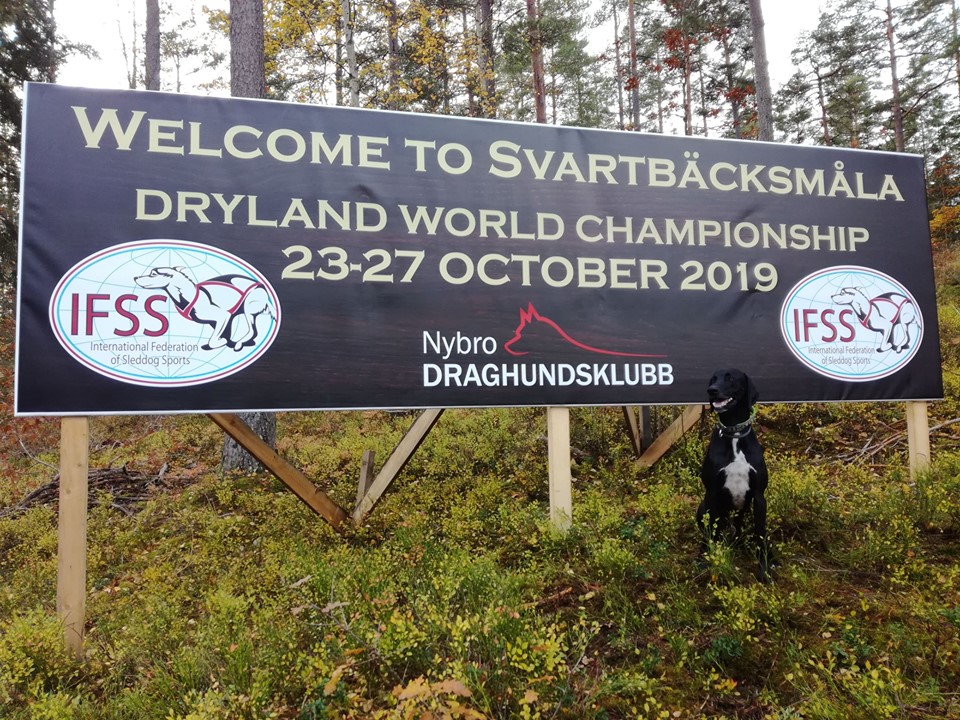 WELCOME TO SVARTBÄCKSMÅLA
DRYLAND WORLD CHAMPIONSHIP
23-27 OCTOBER 2019
IFSS
International Federation
of Sleddog Sports
Nybro
DRAGHUNDSKLUBB
IFSS
International Federation
of Sleddog Sports